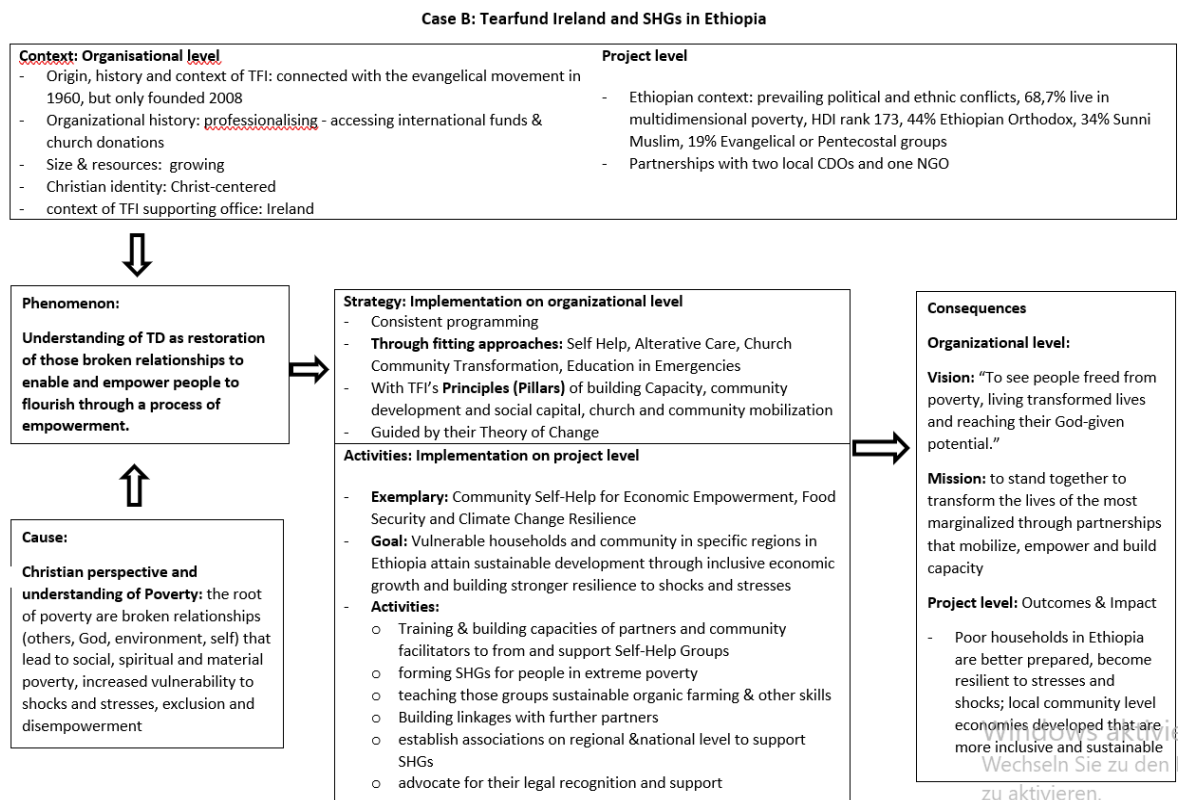 Case B: Tearfund Ireland and SHGs in Ethiopia
Context: Organisational level
- Origin, history and context of TFI: connected with the evangelical movement in
1960, but only founded 2008
- Organizational history: professionalising - accessing international funds &
church donations
- Size & resources: growing
- Christian identity: Christ-centered
- context of TFI supporting office: Ireland
Project level
- Ethiopian context: prevailing political and ethnic conflicts, 68,7% live in
multidimensional poverty, HDI rank 173, 44% Ethiopian Orthodox, 34% Sunni
Muslim, 19% Evangelical or Pentecostal groups
- Partnerships with two local CDOs and one NGO
Phenomenon:
Understanding of TD as restoration
of those broken relationships to
enable and empower people to
flourish through a process of
empowerment.
Cause:
Christian perspective and
understanding of Poverty: the root
of poverty are broken relationships
(others, God, environment, self) that
lead to social, spiritual and material
poverty, increased vulnerability to
shocks and stresses, exclusion and
disempowerment
Strategy: Implementation on organizational level
- Consistent programming
- Through fitting approaches: Self Help, Alterative Care, Church
Community Transformation, Education in Emergencies
- With TFI's Principles (Pillars) of building Capacity, community
development and social capital, church and community mobilization
- Guided by their Theory of Change
Activities: Implementation on project level
- Exemplary: Community Self-Help for Economic Empowerment, Food
Security and Climate Change Resilience
- Goal: Vulnerable households and community in specific regions in
Ethiopia attain sustainable development through inclusive economic
growth and building stronger resilience to shocks and stresses
- Activities:
o Training & building capacities of partners and community
facilitators to from and support Self-Help Groups
o forming SHGs for people in extreme poverty
o teaching those groups sustainable organic farming & other skills
o Building linkages with further partners
o establish associations on regional &national level to support
SHGs
o advocate for their legal recognition and support
Consequences
Organizational level:
Vision: “To see people freed from
poverty, living transformed lives
and reaching their God-given
potential.”
Mission: to stand together to
transform the lives of the most
marginalized through partnerships
that mobilize, empower and build
capacity
Project level: Outcomes & Impact
- Poor households in Ethiopia
are better prepared, become
resilient to stresses and
shocks; local community level
economies developed that are
more inclusive and sustainable
Windows aktivie
Wechseln Sie zu den
zu aktivieren.